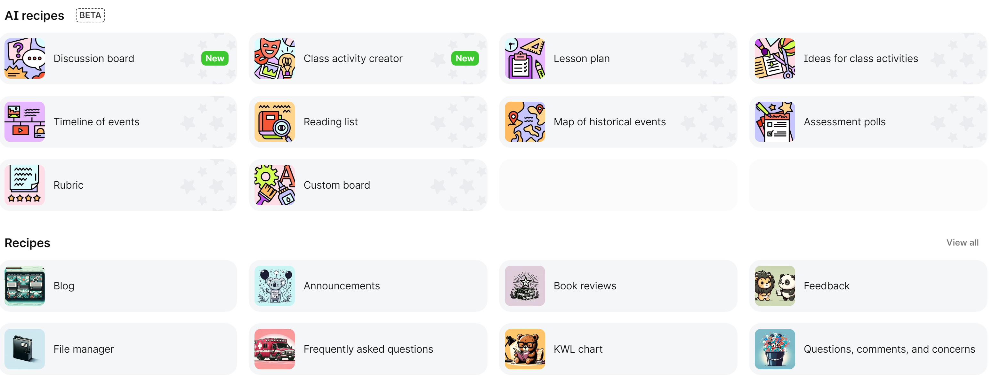 AI recipes BETA
Discussion board New
Class activity creator New
Lesson plan
Ideas for class activities
Timeline of events
Reading list
Map of historical events
Assessment polls
Rubric
Custom board
Recipes
View all
Blog
Announcements
Book reviews
Feedback
File manager
Frequently asked questions
KWL chart
Questions, comments, and concerns